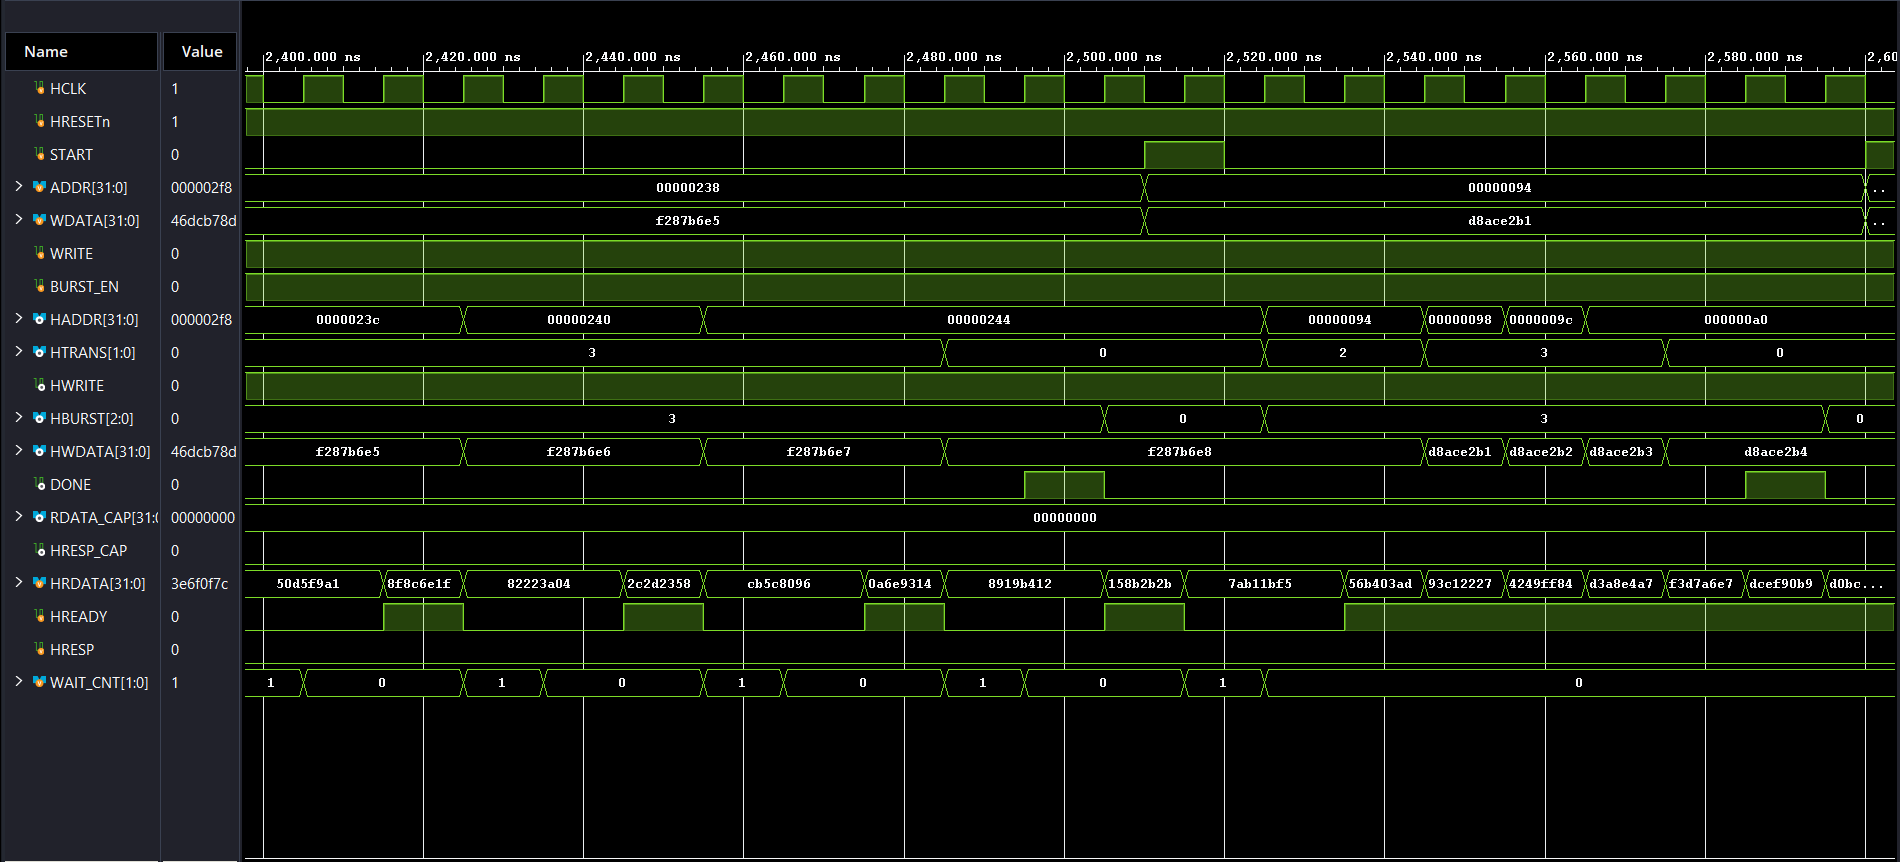 Name Value 2,400.000 ns 2,420.000 ns 2,440.000 ns 2,460.000 ns 2,480.000 ns 2,500.000 ns 2,520.000 ns 2,540.000 ns 2,560.000 ns 2,580.000 ns 2,60
HCLK 1
HRESETn 1
START 0
ADDR[31:0] 000002f8 00000238 00000094 ..
WDATA[31:0] 46dcb78d f287b6e5 d8ace2b1 ..
WRITE 0
BURST_EN 0
HADDR[31:0] 000002f8 0000023c 00000240 00000244 00000094 00000098 0000009c 000000a0
HTRANS[1:0] 0 3 0 2 3 0
HWRITE 0
HBURST[2:0] 0 3 0 3 0
HWDATA[31:0] 46dcb78d f287b6e5 f287b6e6 f287b6e7 f287b6e8 d8ace2b1 d8ace2b2 d8ace2b3 d8ace2b4
DONE 0
RDATA_CAP[31:0 00000000 00000000
HRESP_CAP 0
HRDATA[31:0] 3e6f0f7c 50d5f9a1 8f8c6e1f 82223a04 2c2d2358 cb5c8096 0a6e9314 8919b412 158b2b2b 7ab11bf5 56b403ad 93c12227 4249ff84 d3a8e4a7 f3d7a6e7 dcef90b9 d0bc...
HREADY 0
HRESP 0
WAIT_CNT[1:0] 1 1 0 1 0 1 0 1 0 1 0